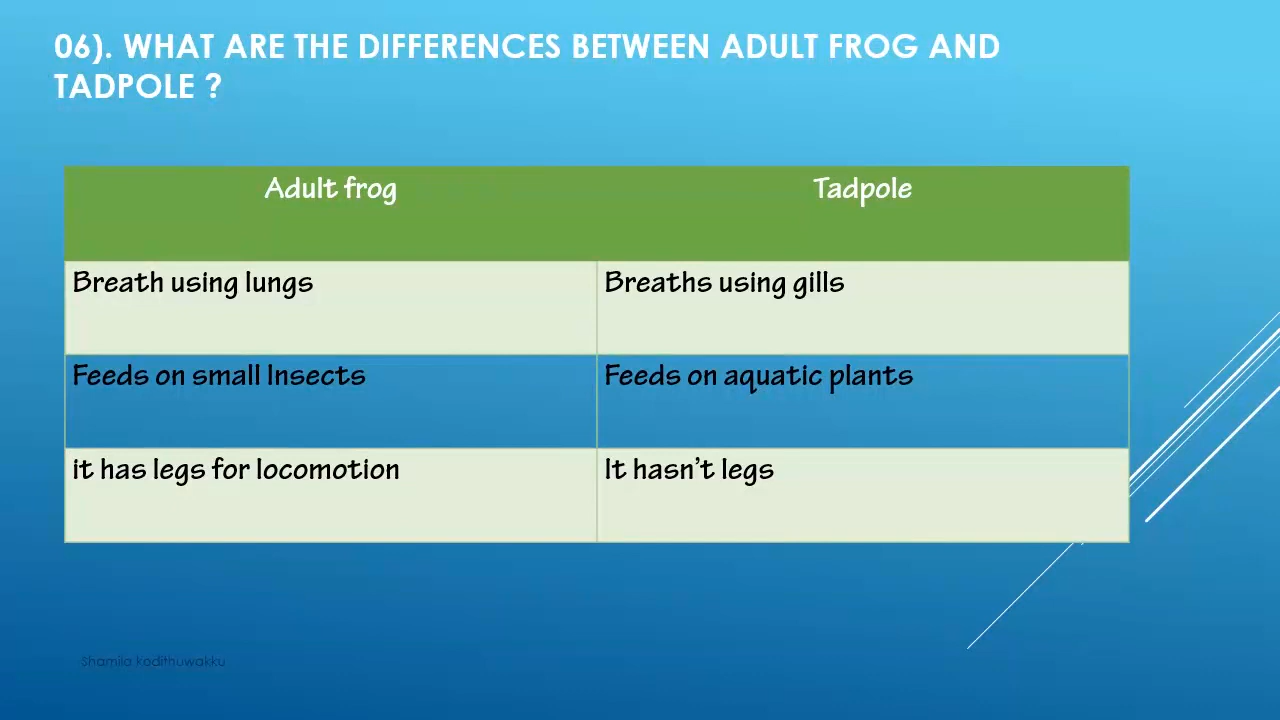 06). WHAT ARE THE DIFFERENCES BETWEEN ADULT FROG AND
TADPOLE ?
Adult frog
Tadpole
Breath using lungs
Breaths using gills
Feeds on small Insects
Feeds on aquatic plants
it has legs for locomotion
It hasn't legs
Shamila kodithuwakku